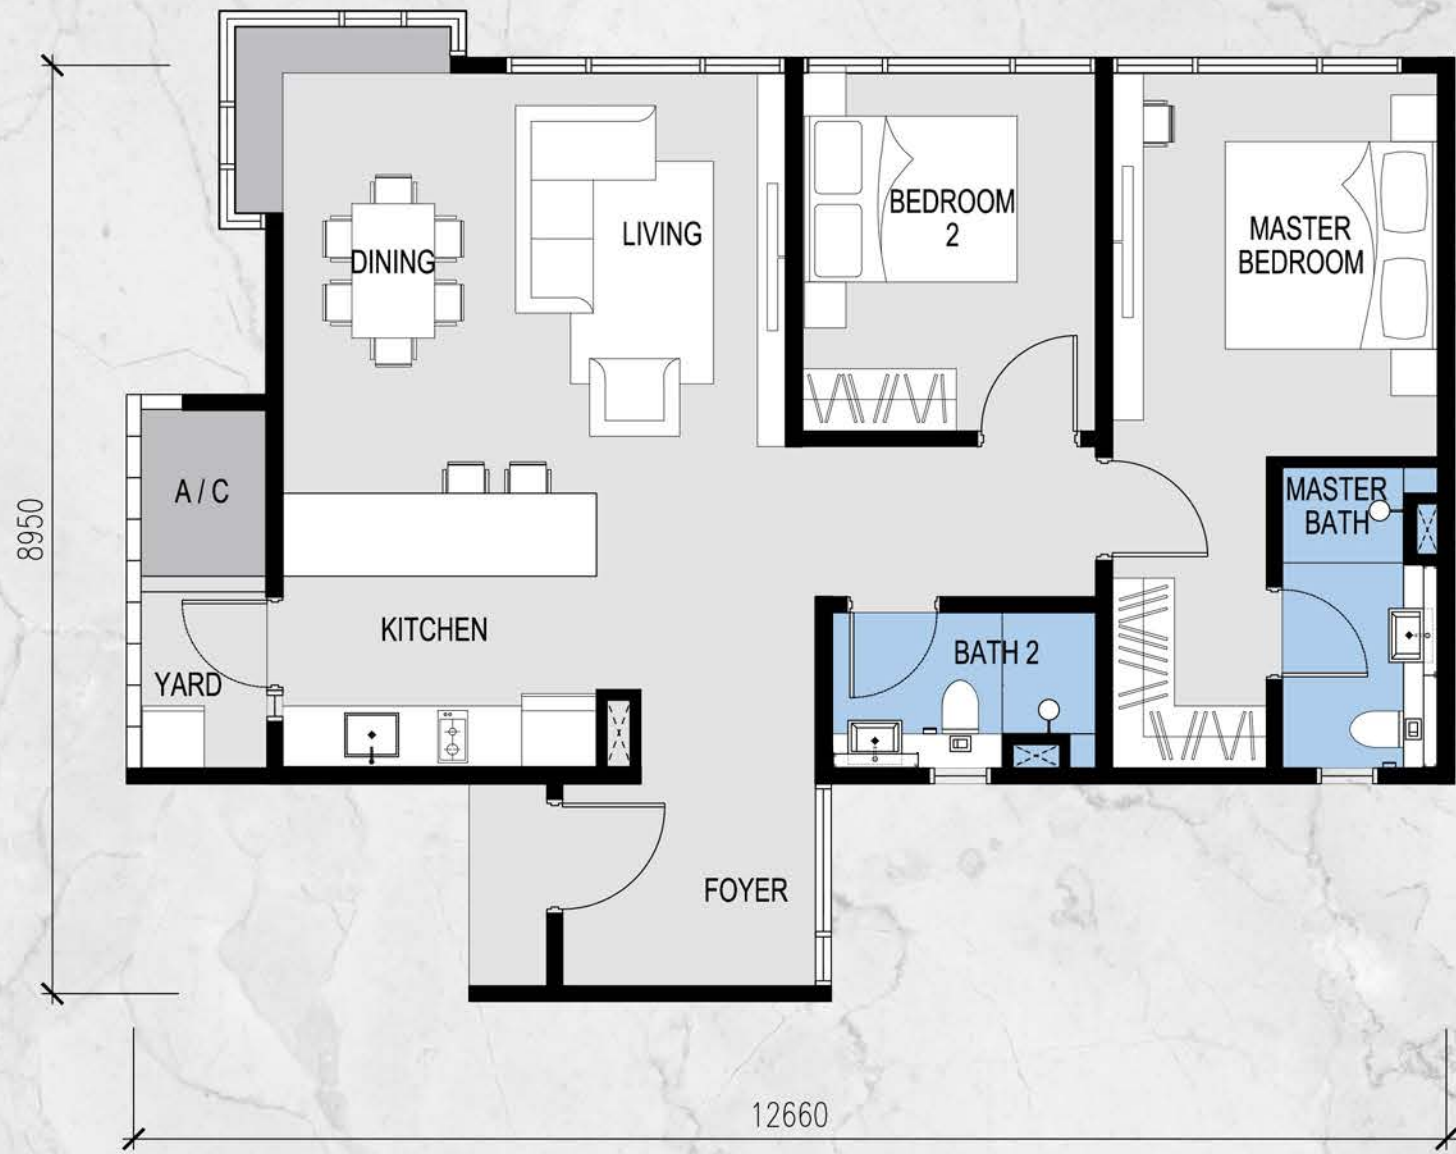 BEDROOM
2
LIVING
DINING
MASTER
BEDROOM
A / C
MASTER
BATH
8950
KITCHEN
BATH 2
YARD
FOYER
12660